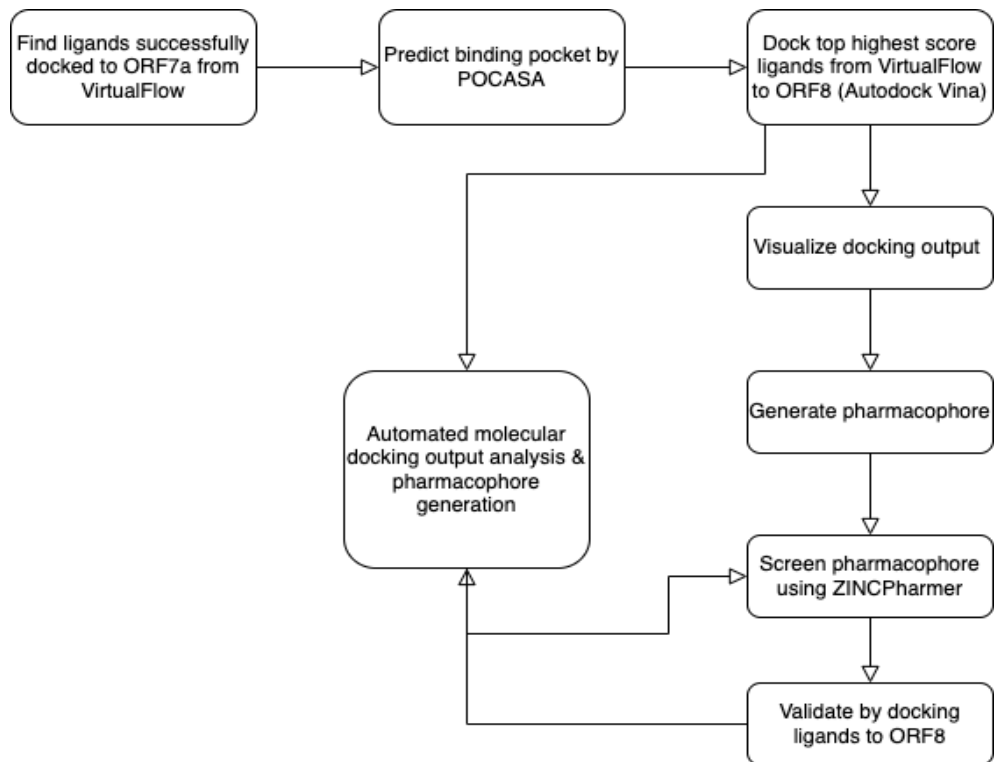 Find ligands successfully
docked to ORF7a from
VirtualFlow
Predict binding pocket by
POCASA
Dock top highest score
ligands from VirtualFlow
to ORF8 (Autodock Vina)
Visualize docking output
Generate pharmacophore
Automated molecular
docking output analysis &
pharmacophore
generation
Screen pharmacophore
using ZINCPharmer
Validate by docking
ligands to ORF8